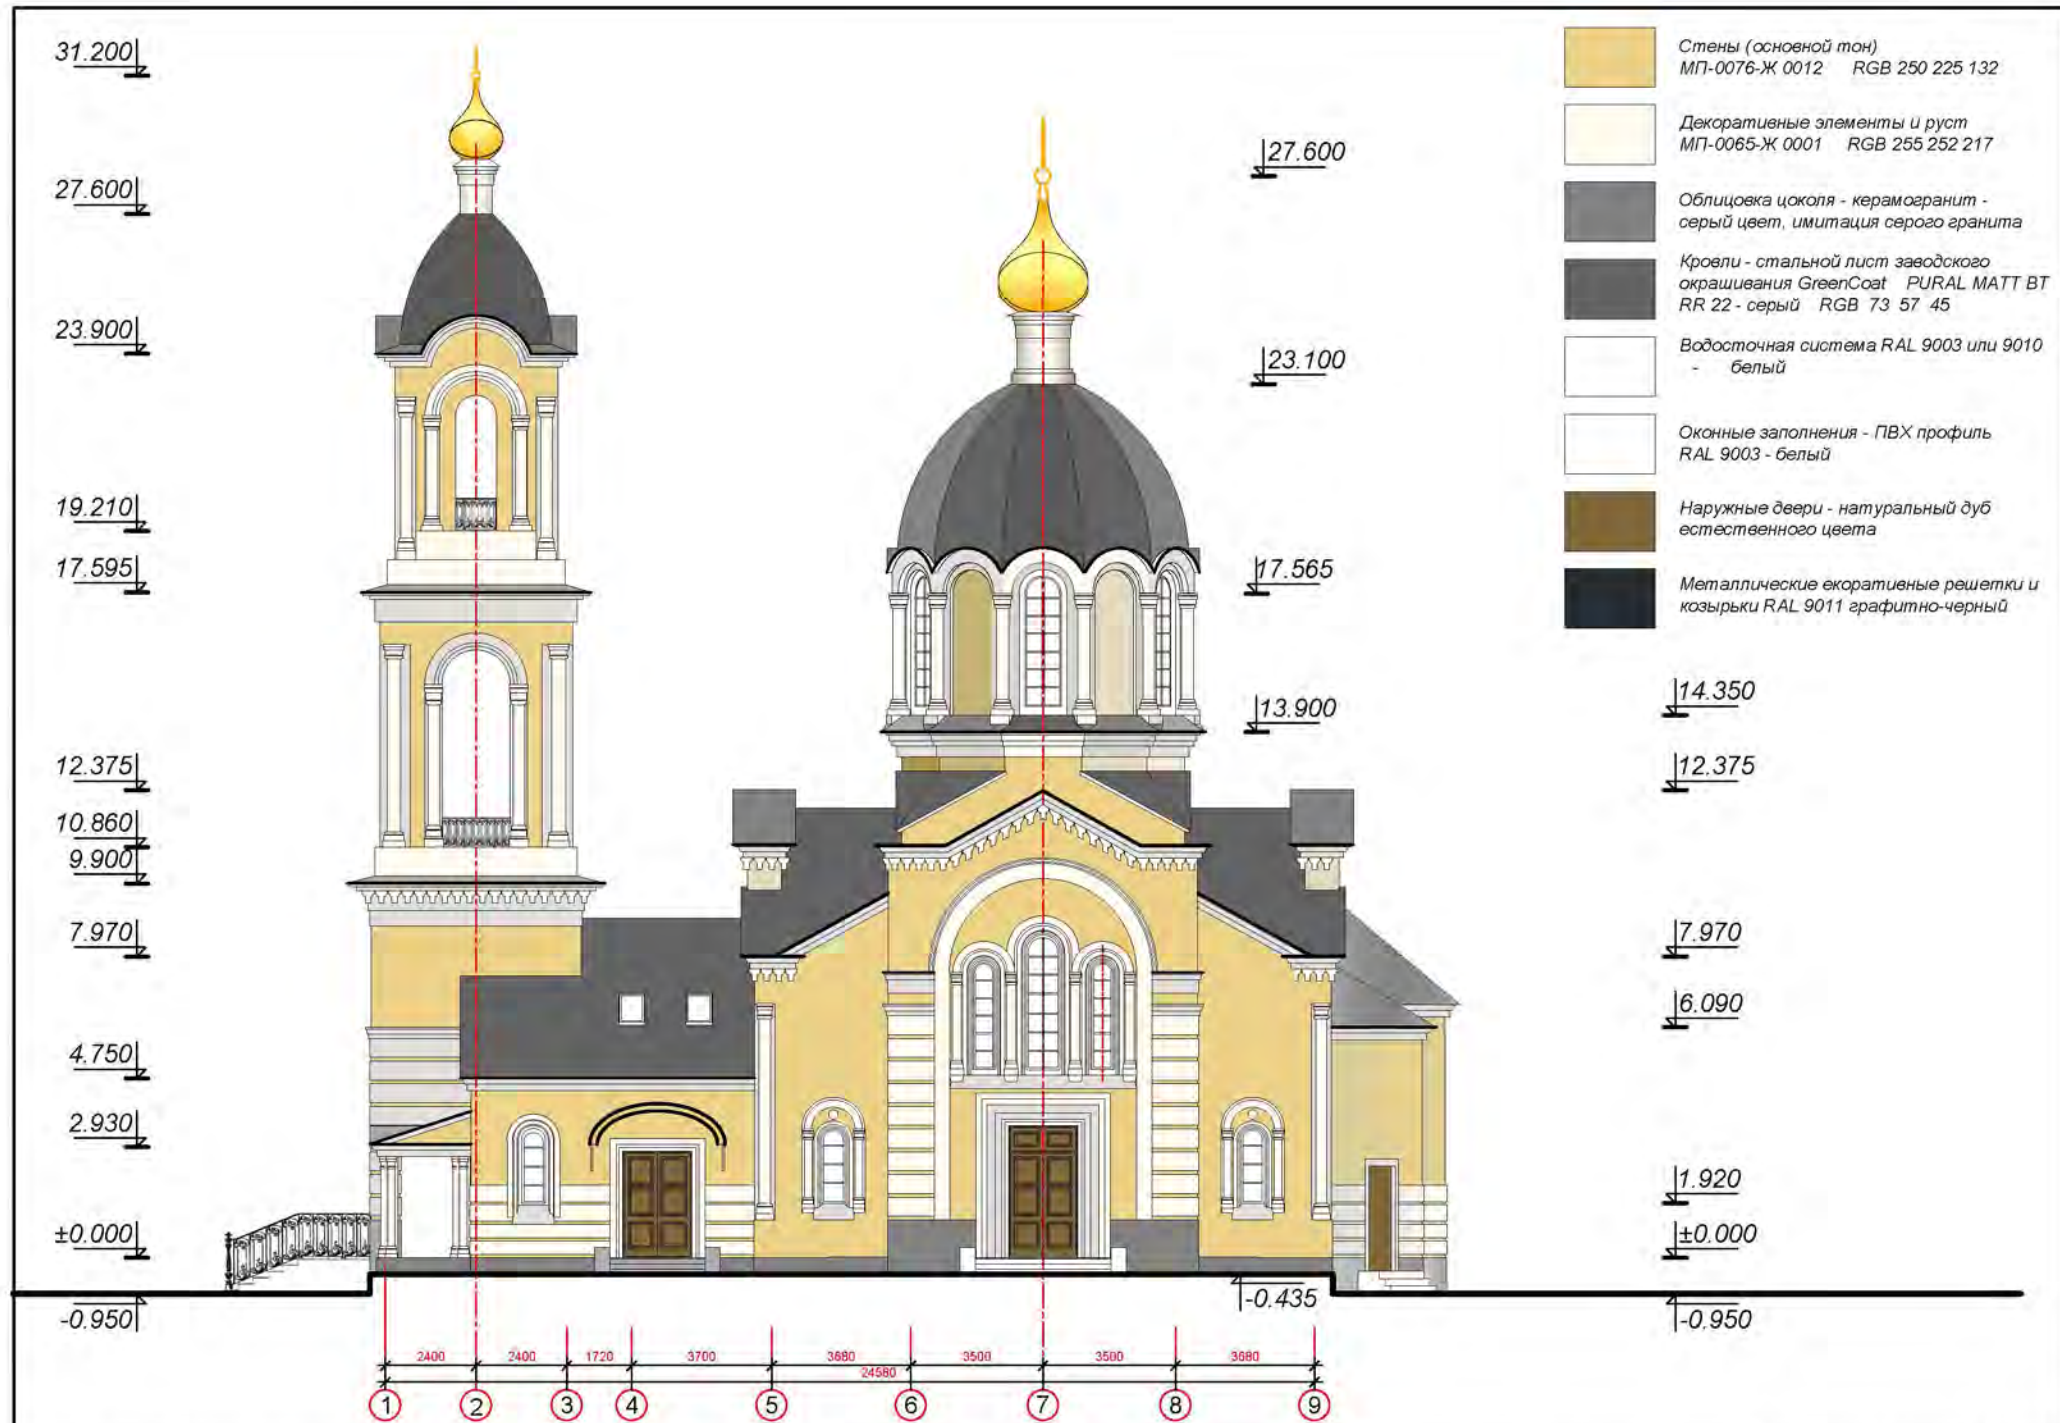 31.200
27.600
23.900
19.210
17.595
12.375
10.860
9.900
7.970
4.750
2.930
±0.000
-0.950
27.600
23.100
17.565
13.900
-0.435
Стены (основной тон)
МП-0076-Ж 0012 RGB 250 225 132
Декоративные элементы и руст
МП-0065-Ж 0001 RGB 255 252 217
Облицовка цоколя - керамогранит -
серый цвет, имитация серого гранита
Кровли - стальной лист заводского
окрашивания GreenCoat PURAL MATT BT
RR 22 - серый RGB 73 57 45
Водосточная система RAL 9003 или 9010
- белый
Оконные заполнения - ПВХ профиль
RAL 9003 - белый
Наружные двери - натуральный дуб
естественного цвета
Металлические екоративные решетки и
козырьки RAL 9011 графитно-черный
14.350
12.375
7.970
6.090
1.920
±0.000
-0.950
2400 2400 1720 3700 3680 3500 3500 3680
24580
1 2 3 4 5 6 7 8 9